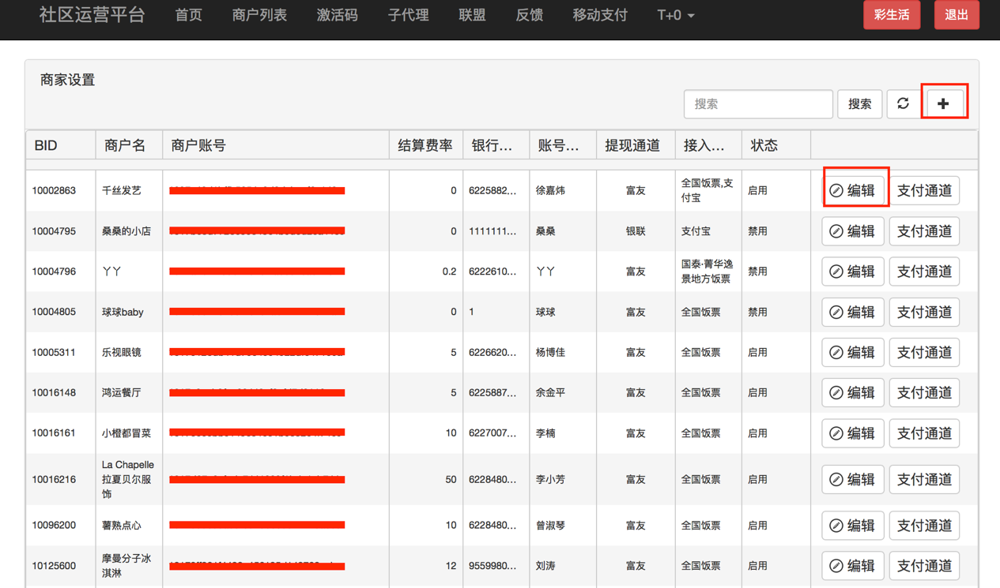 社区运营平台 首页 商户列表 激活码 子代理 联盟 反馈 移动支付 T+0 彩生活 退出
商家设置
搜索 搜索
BID 商户名 商户账号 结算费率 银行... 账号... 提现通道 接入... 状态
10002863 千丝发艺 0 6225882... 徐嘉炜 富友 全国饭票,支 启用 编辑 支付通道
付宝
10004795 桑桑的小店 0 1111111... 桑桑 银联 支付宝 禁用 编辑 支付通道
10004796 丫丫 0.2 6222610... 丫丫 富友 国泰·菁华逸 禁用 编辑 支付通道
景地方饭票
10004805 球球baby 0 1 球球 富友 全国饭票 禁用 编辑 支付通道
10005311 乐视眼镜 5 6226620... 杨博佳 富友 全国饭票 启用 编辑 支付通道
10016148 鸿运餐厅 5 6225887... 余金平 富友 全国饭票 启用 编辑 支付通道
10016161 小橙都冒菜 10 6227007... 李楠 富友 全国饭票 启用 编辑 支付通道
La Chapelle
10016216 拉夏贝尔服 50 6228480... 李小芳 富友 全国饭票 启用 编辑 支付通道
饰
10096200 薯熟点心 10 6228480... 曾淑琴 富友 全国饭票 启用 编辑 支付通道
10125600 摩曼分子冰 12 9559980... 刘涛 富友 全国饭票 启用 编辑 支付通道
淇淋